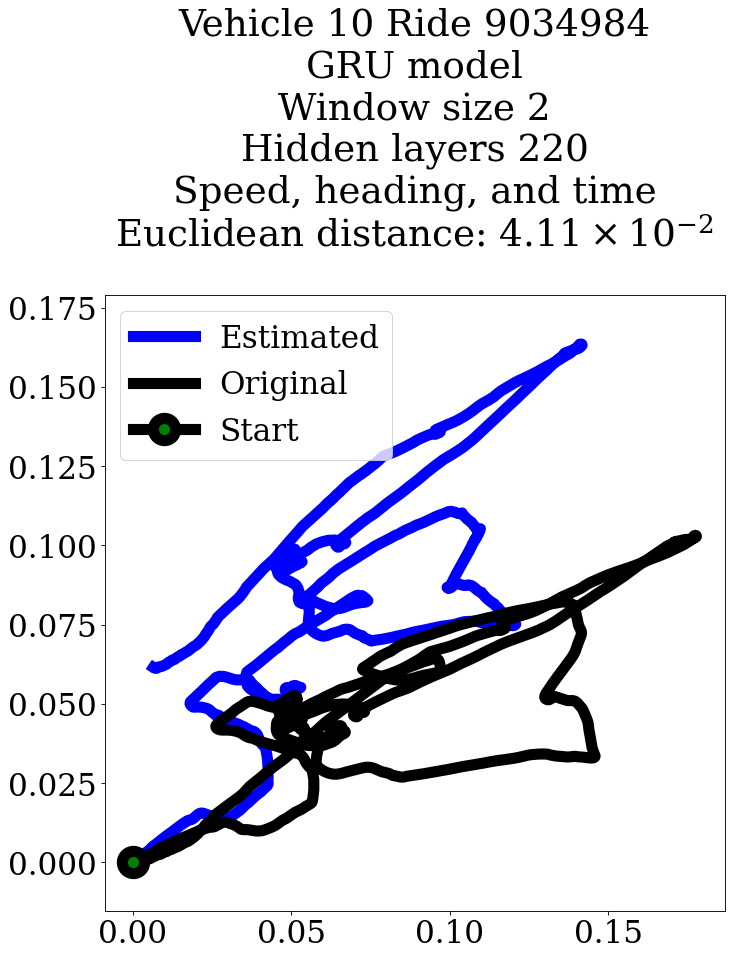 Vehicle 10 Ride 9034984
GRU model
Window size 2
Hidden layers 220
Speed, heading, and time
Euclidean distance: 4.11 × 10⁻²
Estimated
Original
Start
0.175
0.150
0.125
0.100
0.075
0.050
0.025
0.000
0.00 0.05 0.10 0.15